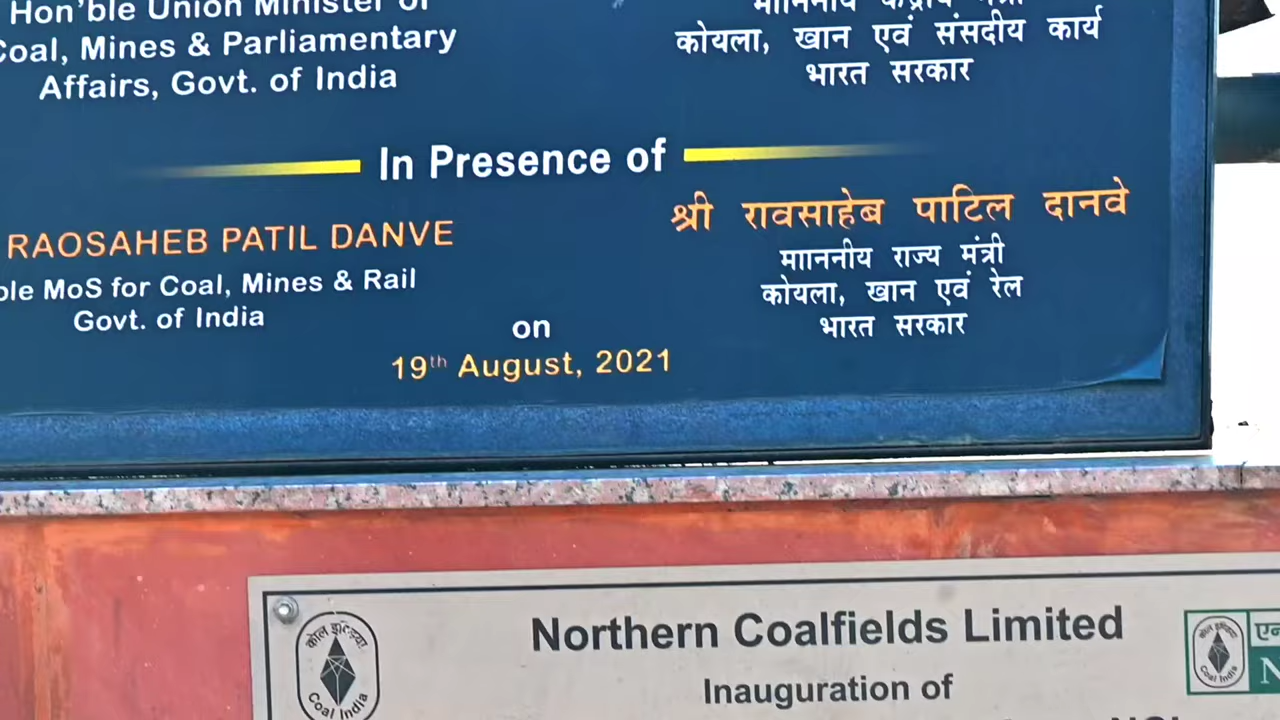 Hon'ble Union Minister of
Coal, Mines & Parliamentary
Affairs, Govt. of India
माननीय केंद्रीय मंत्री
कोयला, खान एवं संसदीय कार्य
भारत सरकार
In Presence of
RAOSAHEB PATIL DANVE
MoS for Coal, Mines & Rail
Govt. of India
श्री रावसाहेब पाटिल दानवे
मााननीय राज्य मंत्री
कोयला, खान एवं रेल
भारत सरकार
on
19th August, 2021
कोल इण्डिया
Coal India
Northern Coalfields Limited
Inauguration of
कोल इण्डिया
Coal India